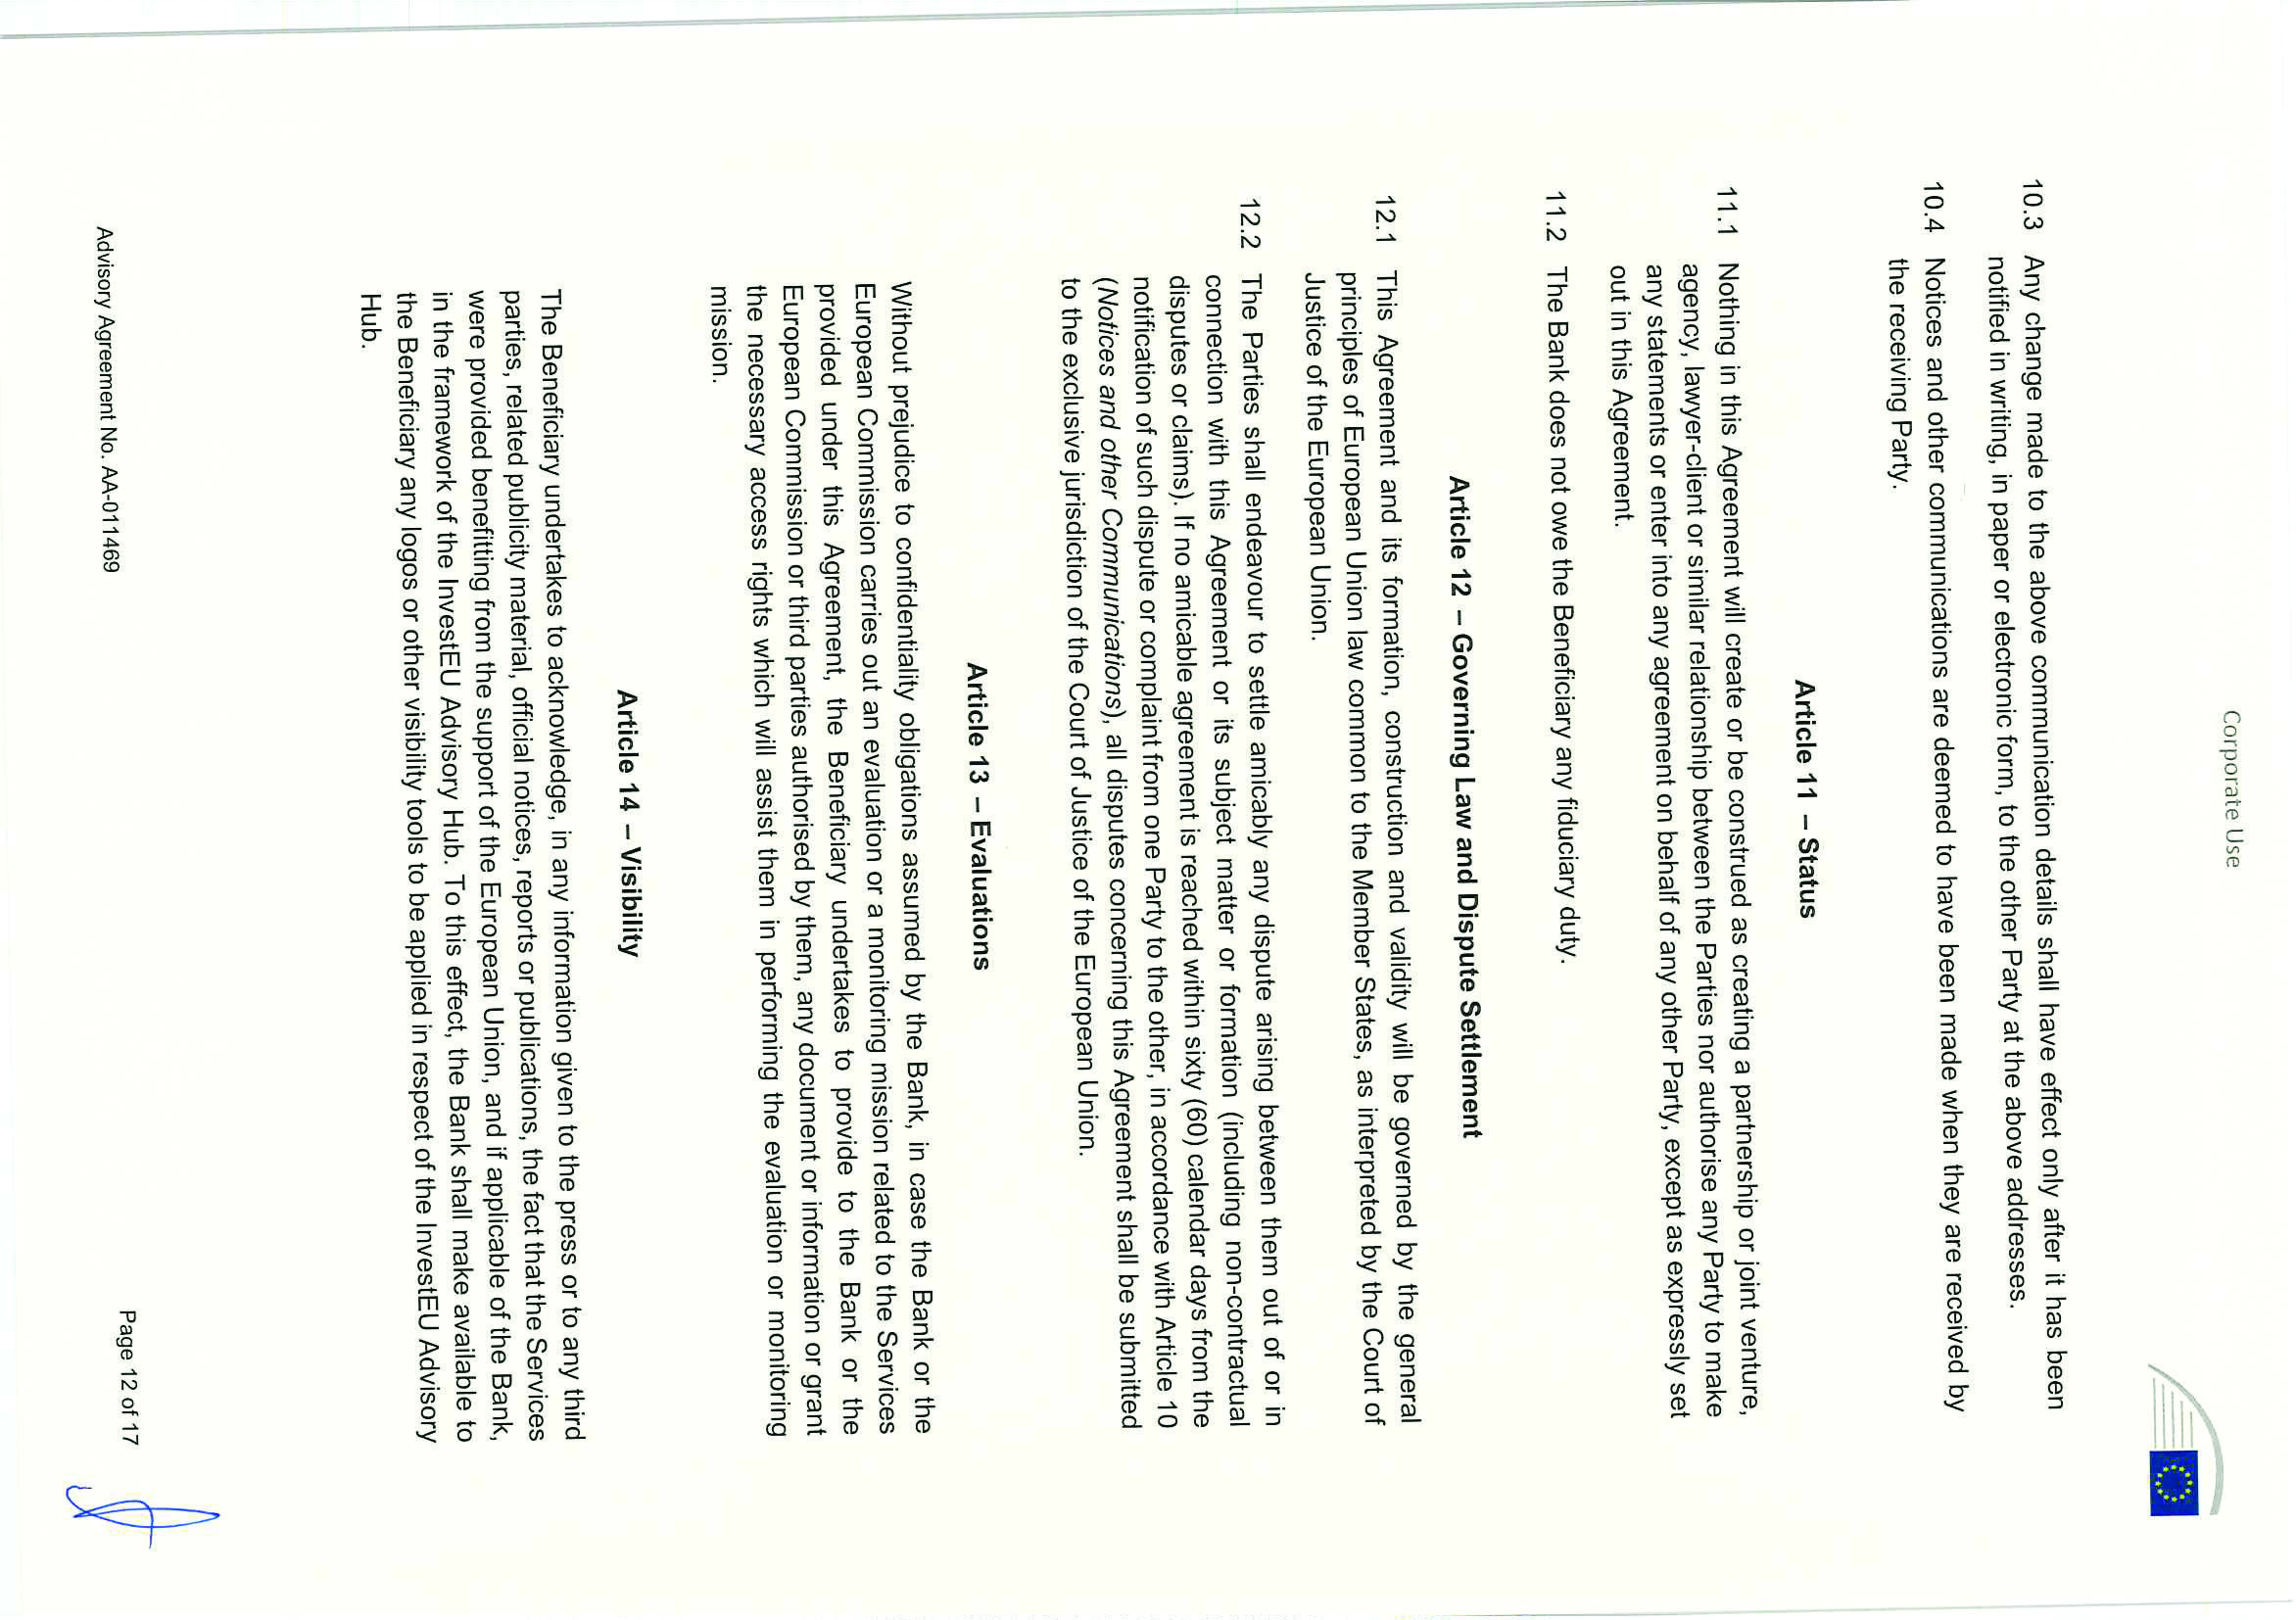 Corporate Use
10.3 Any change made to the above communication details shall have effect only after it has been
notified in writing, in paper or electronic form, to the other Party at the above addresses.
10.4 Notices and other communications are deemed to have been made when they are received by
the receiving Party.
Article 11 – Status
11.1 Nothing in this Agreement will create or be construed as creating a partnership or joint venture,
agency, lawyer-client or similar relationship between the Parties nor authorise any Party to make
any statements or enter into any agreement on behalf of any other Party, except as expressly set
out in this Agreement.
11.2 The Bank does not owe the Beneficiary any fiduciary duty.
Article 12 – Governing Law and Dispute Settlement
12.1 This Agreement and its formation, construction and validity will be governed by the general
principles of European Union law common to the Member States, as interpreted by the Court of
Justice of the European Union.
12.2 The Parties shall endeavour to settle amicably any dispute arising between them out of or in
connection with this Agreement or its subject matter or formation (including non-contractual
disputes or claims). If no amicable agreement is reached within sixty (60) calendar days from the
notification of such dispute or complaint from one Party to the other, in accordance with Article 10
(Notices and other Communications), all disputes concerning this Agreement shall be submitted
to the exclusive jurisdiction of the Court of Justice of the European Union.
Article 13 – Evaluations
Without prejudice to confidentiality obligations assumed by the Bank, in case the Bank or the
European Commission carries out an evaluation or a monitoring mission related to the Services
provided under this Agreement, the Beneficiary undertakes to provide to the Bank or the
European Commission or third parties authorised by them, any document or information or grant
the necessary access rights which will assist them in performing the evaluation or monitoring
mission.
Article 14 – Visibility
The Beneficiary undertakes to acknowledge, in any information given to the press or to any third
parties, related publicity material, official notices, reports or publications, the fact that the Services
were provided benefitting from the support of the European Union, and if applicable of the Bank,
in the framework of the InvestEU Advisory Hub. To this effect, the Bank shall make available to
the Beneficiary any logos or other visibility tools to be applied in respect of the InvestEU Advisory
Hub.
Advisory Agreement No. AA-011469
Page 12 of 17